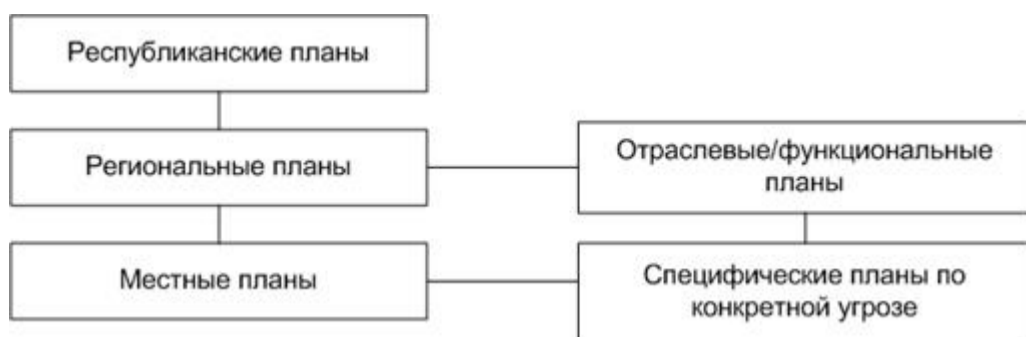 Республиканские планы
Региональные планы
Отраслевые/функциональные
планы
Местные планы
Специфические планы по
конкретной угрозе